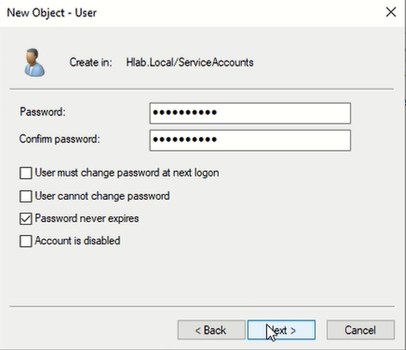 New Object - User
Create in: Hlab.Local/ServiceAccounts
Password: ●●●●●●●●●●
Confirm password: ●●●●●●●●●●
User must change password at next logon
User cannot change password
Password never expires
Account is disabled
< Back Next > Cancel